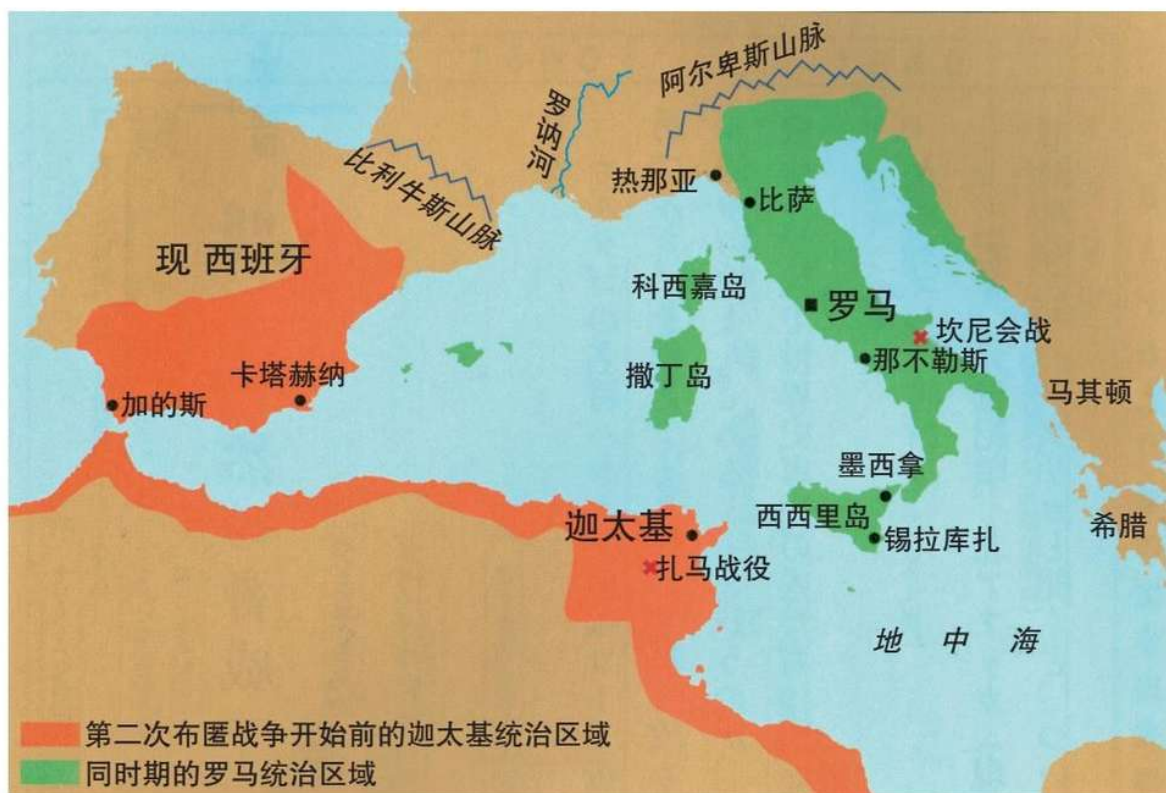 阿尔卑斯山脉
罗讷河
比利牛斯山脉
热那亚
比萨
现 西班牙
科西嘉岛
罗马
坎尼会战
那不勒斯
撒丁岛
卡塔赫纳
加的斯
马其顿
墨西拿
西西里岛
锡拉库扎
希腊
迦太基
扎马战役
地 中 海
第二次布匿战争开始前的迦太基统治区域
同时期的罗马统治区域